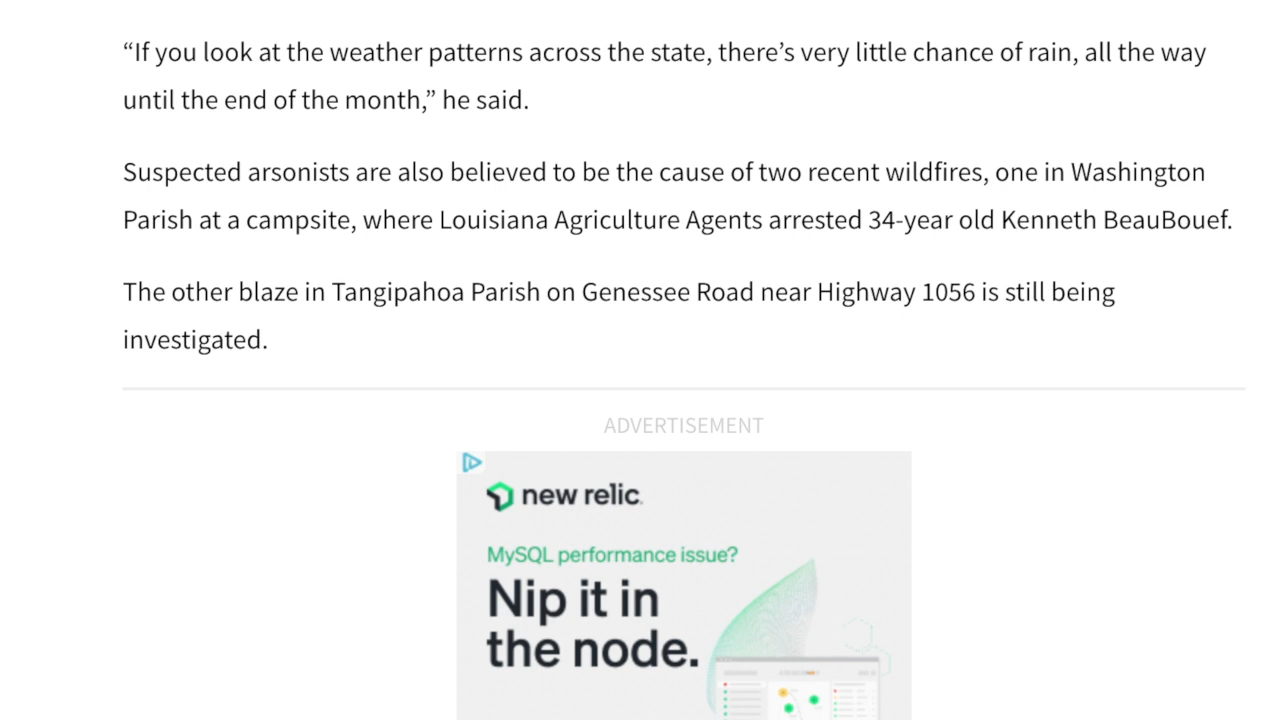 “If you look at the weather patterns across the state, there’s very little chance of rain, all the way
until the end of the month,” he said.
Suspected arsonists are also believed to be the cause of two recent wildfires, one in Washington
Parish at a campsite, where Louisiana Agriculture Agents arrested 34-year old Kenneth BeauBouef.
The other blaze in Tangipahoa Parish on Genessee Road near Highway 1056 is still being
investigated.
ADVERTISEMENT
new relic.
MySQL performance issue?
Nip it in
the node.